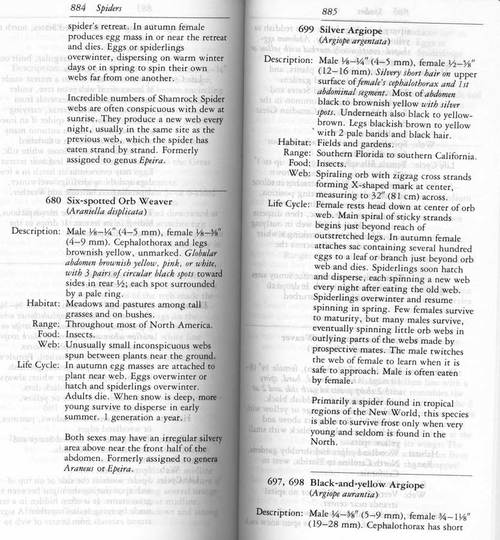 884 Spiders
spider's retreat. In autumn female
produces egg mass in or near the retreat
and dies. Eggs or spiderlings
overwinter, dispersing on warm winter
days or in spring to spin their own
webs far from one another.
Incredible numbers of Shamrock Spider
webs are often conspicuous with dew at
sunrise. They produce a new web every
night, usually in the same site as the
previous web, which the spider has
eaten strand by strand. Formerly
assigned to genus Epeira.
680 Six-spotted Orb Weaver
(Araniella displicata)
Description: Male ⅛–¼" (4–5 mm), female ⅛–⅜"
(4–9 mm). Cephalothorax and legs
brownish yellow, unmarked. Globular
abdomen brownish yellow, pink, or white,
with 3 pairs of circular black spots toward
sides in rear ½; each spot surrounded
by a pale ring.
Habitat: Meadows and pastures among tall
grasses and on bushes.
Range: Throughout most of North America.
Food: Insects.
Web: Unusually small inconspicuous webs
spun between plants near the ground.
Life Cycle: In autumn egg masses are attached to
plant near web. Eggs overwinter or
hatch and spiderlings overwinter.
Adults die. When snow is deep, more
young survive to disperse in early
summer. 1 generation a year.
Both sexes may have an irregular silvery
area above near the front half of the
abdomen. Formerly assigned to genera
Araneus or Epeira.
885
699 Silver Argiope
(Argiope argentata)
Description: Male ⅛–¼" (4–5 mm), female ½–⅝"
(12–16 mm). Silvery short hair on upper
surface of female's cephalothorax and 1st
abdominal segment. Most of abdomen
black to brownish yellow with silver
spots. Underneath also black to yellow-
brown. Legs blackish brown to yellow
with 2 pale bands and black hair.
Habitat: Fields and gardens.
Range: Southern Florida to southern California.
Food: Insects.
Web: Spiraling orb with zigzag cross strands
forming X-shaped mark at center,
measuring to 32" (81 cm) across.
Life Cycle: Female rests head down at center of orb
web. Main spiral of sticky strands
begins just beyond reach of
outstretched legs. In autumn female
attaches sac containing several hundred
eggs to a leaf or branch just beyond orb
web and dies. Spiderlings soon hatch
and disperse, each spinning a new web
every night after eating the old web.
Spiderlings overwinter and resume
spinning in spring. Few females survive
to maturity, but many males survive,
eventually spinning little orb webs in
outlying parts of the webs made by
prospective mates. The male twitches
the web of female to learn when it is
safe to approach. Male is often eaten
by female.
Primarily a spider found in tropical
regions of the New World, this species
is able to survive frost only when very
young and seldom is found in the
North.
697, 698 Black-and-yellow Argiope
(Argiope aurantia)
Description: Male ¼–⅜" (5–9 mm), female ¾–1⅛"
(19–28 mm). Cephalothorax has short